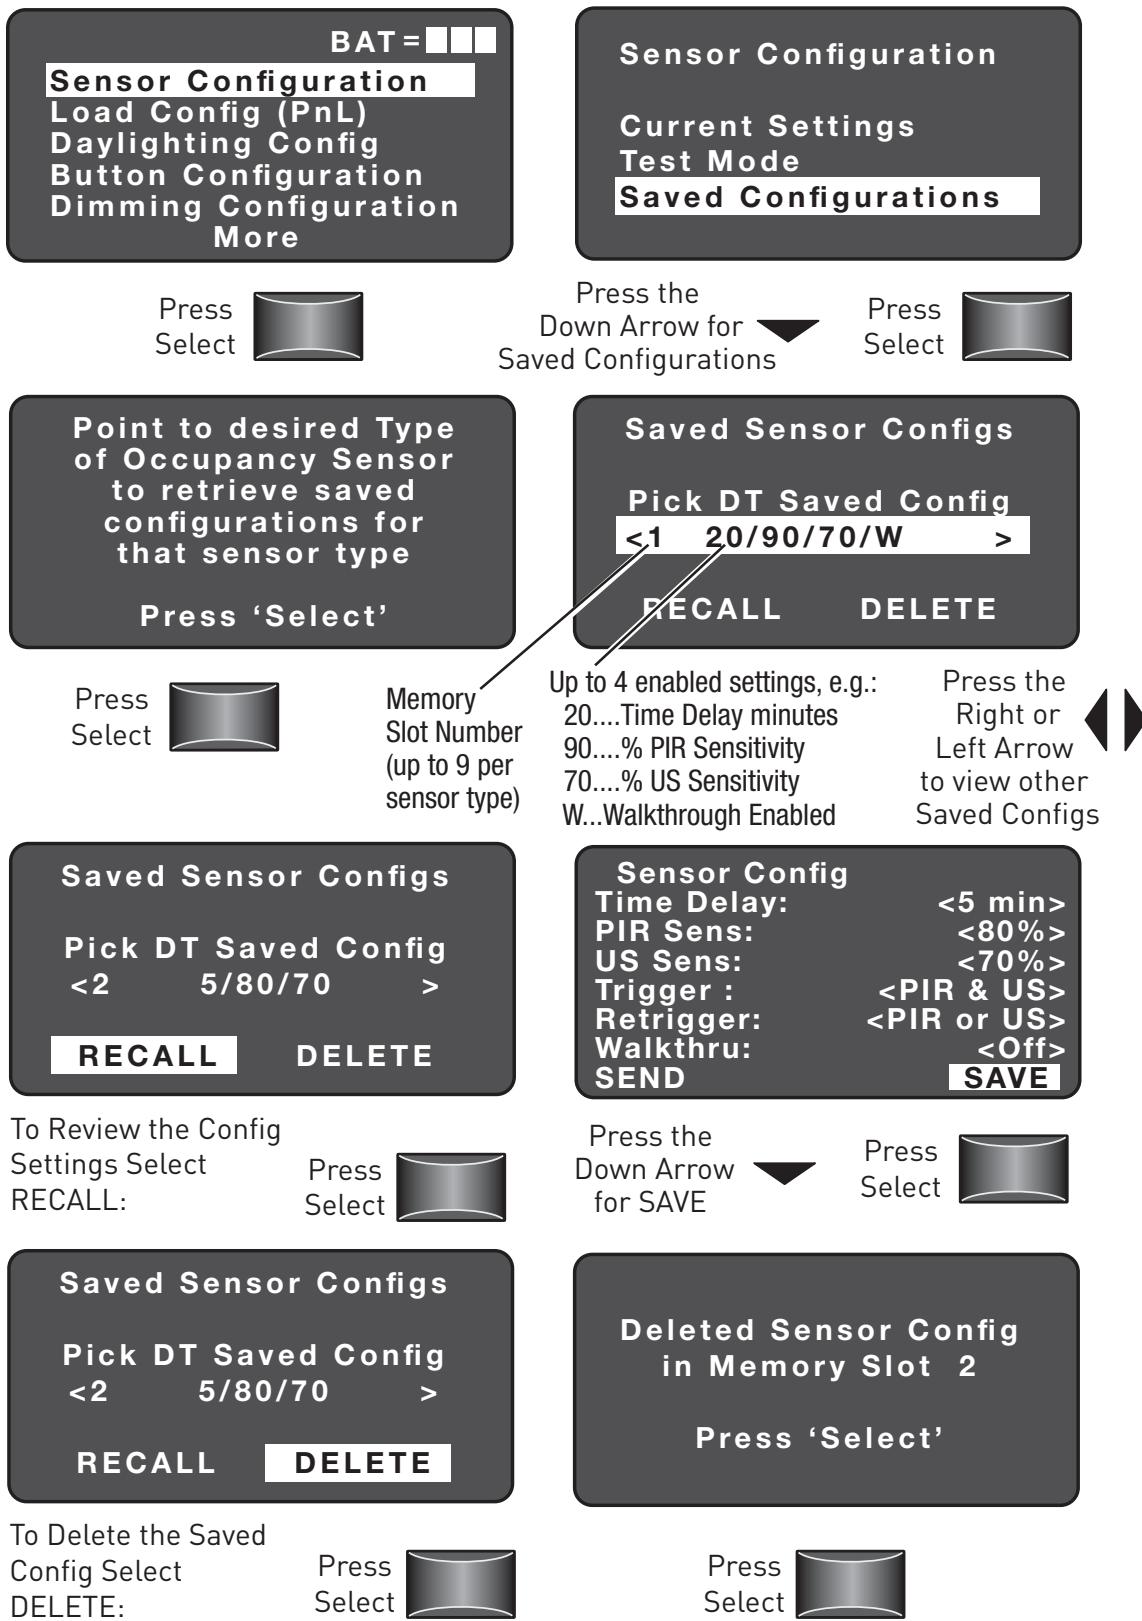 BAT =
Sensor Configuration
Load Config (PnL)
Daylighting Config
Button Configuration
Dimming Configuration
More
Sensor Configuration
Current Settings
Test Mode
Saved Configurations
Press
Select
Press the
Down Arrow for
Saved Configurations
Press
Select
Point to desired Type
of Occupancy Sensor
to retrieve saved
configurations for
that sensor type
Press ‘Select’
Saved Sensor Configs
Pick DT Saved Config
<1 20/90/70/W >
RECALL DELETE
Press
Select
Memory
Slot Number
(up to 9 per
sensor type)
Up to 4 enabled settings, e.g.:
20....Time Delay minutes
90....% PIR Sensitivity
70....% US Sensitivity
W...Walkthrough Enabled
Press the
Right or
Left Arrow
to view other
Saved Configs
Saved Sensor Configs
Pick DT Saved Config
<2 5/80/70 >
RECALL DELETE
Sensor Config
Time Delay: <5 min>
PIR Sens: <80%>
US Sens: <70%>
Trigger : <PIR & US>
Retrigger: <PIR or US>
Walkthru: <Off>
SEND SAVE
To Review the Config
Settings Select
RECALL:
Press
Select
Press the
Down Arrow
for SAVE
Press
Select
Saved Sensor Configs
Pick DT Saved Config
<2 5/80/70 >
RECALL DELETE
Deleted Sensor Config
in Memory Slot 2
Press ‘Select’
To Delete the Saved
Config Select
DELETE:
Press
Select
Press
Select